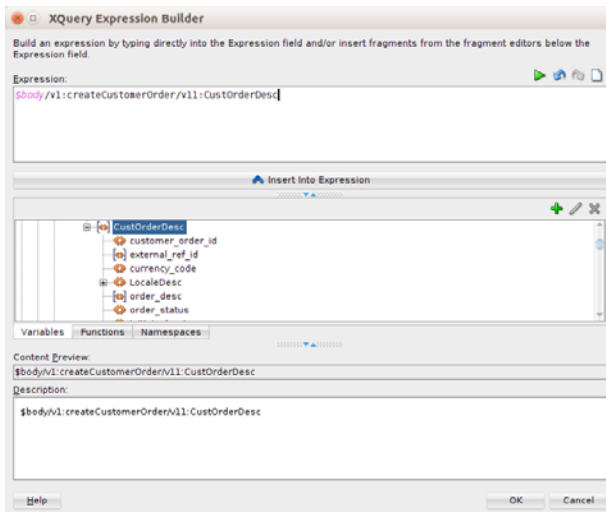 XQuery Expression Builder
Build an expression by typing directly into the Expression field and/or insert fragments from the fragment editors below the
Expression field.
Expression:
$body/v1:createCustomerOrder/v11:CustOrderDesc
Insert Into Expression
CustOrderDesc
customer_order_id
external_ref_id
currency_code
LocaleDesc
order_desc
order_status
Variables Functions Namespaces
Content Preview:
$body/v1:createCustomerOrder/v11:CustOrderDesc
Description:
$body/v1:createCustomerOrder/v11:CustOrderDesc
Help OK Cancel